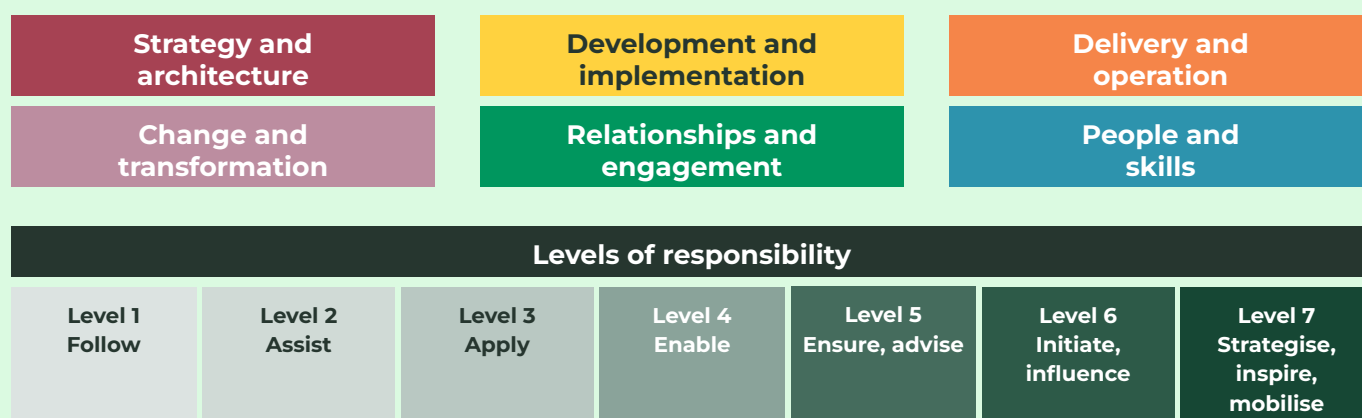 Strategy and
architecture
Development and
implementation
Delivery and
operation
Change and
transformation
Relationships and
engagement
People and
skills
Levels of responsibility
Level 1
Follow
Level 2
Assist
Level 3
Apply
Level 4
Enable
Level 5
Ensure, advise
Level 6
Initiate,
influence
Level 7
Strategise,
inspire,
mobilise